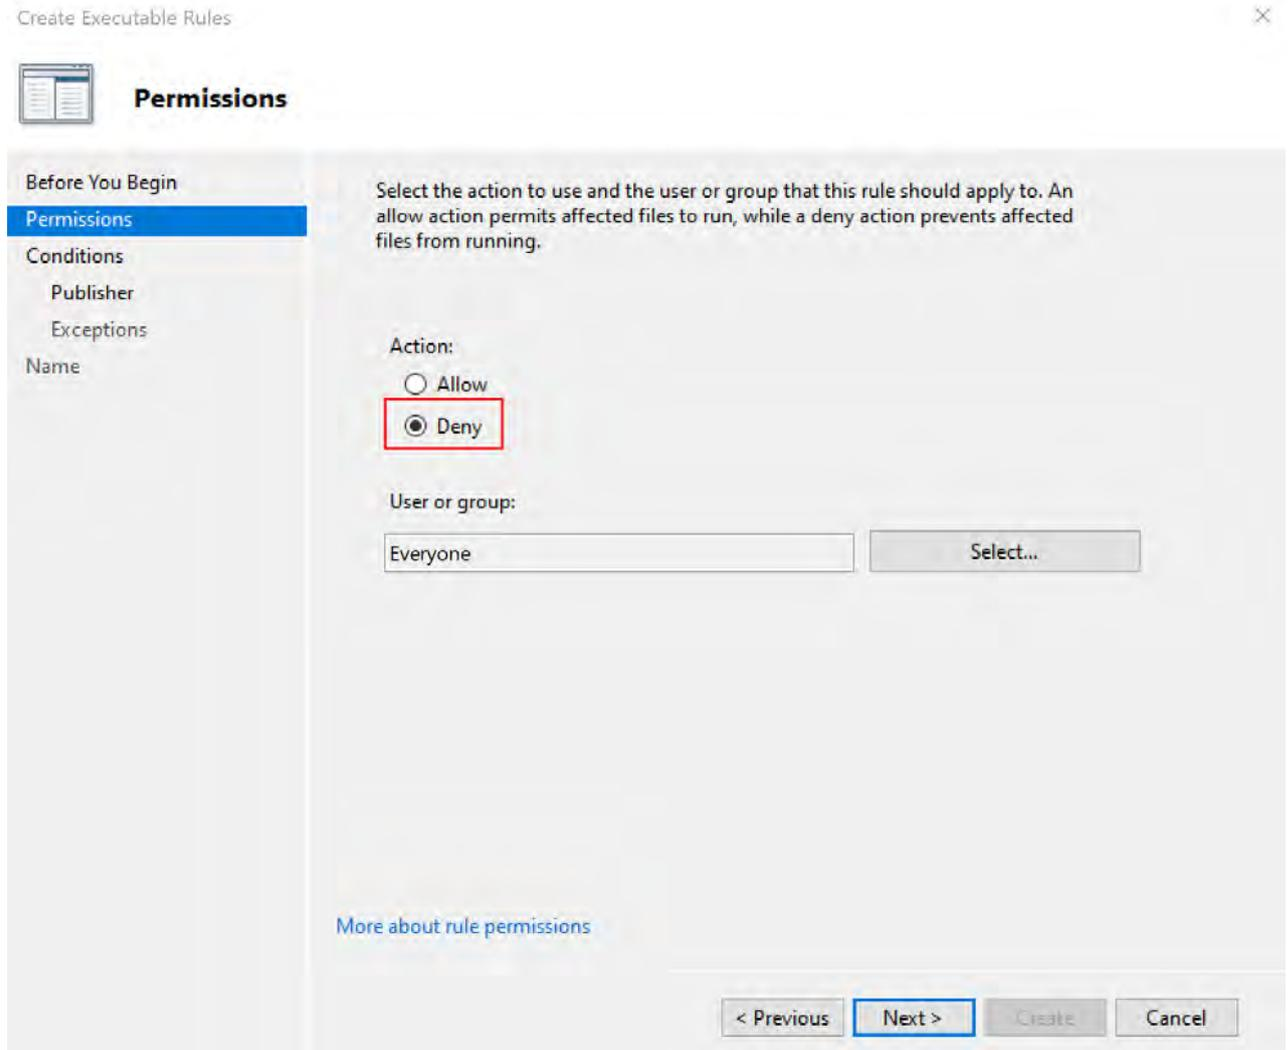 Create Executable Rules
Permissions
Before You Begin
Permissions
Conditions
Publisher
Exceptions
Name
Select the action to use and the user or group that this rule should apply to. An
allow action permits affected files to run, while a deny action prevents affected
files from running.
Action:
Allow
Deny
User or group:
Everyone
Select...
More about rule permissions
< Previous
Next >
Create
Cancel